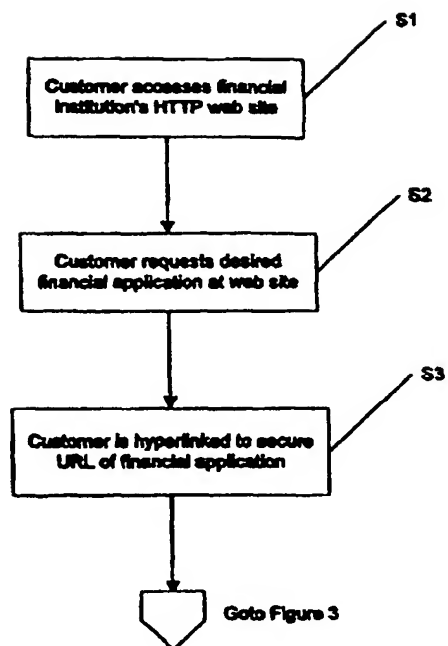 S1
Customer accesses financial
institution's HTTP web site
S2
Customer requests desired
financial application at web site
S3
Customer is hyperlinked to secure
URL of financial application
Goto Figure 3